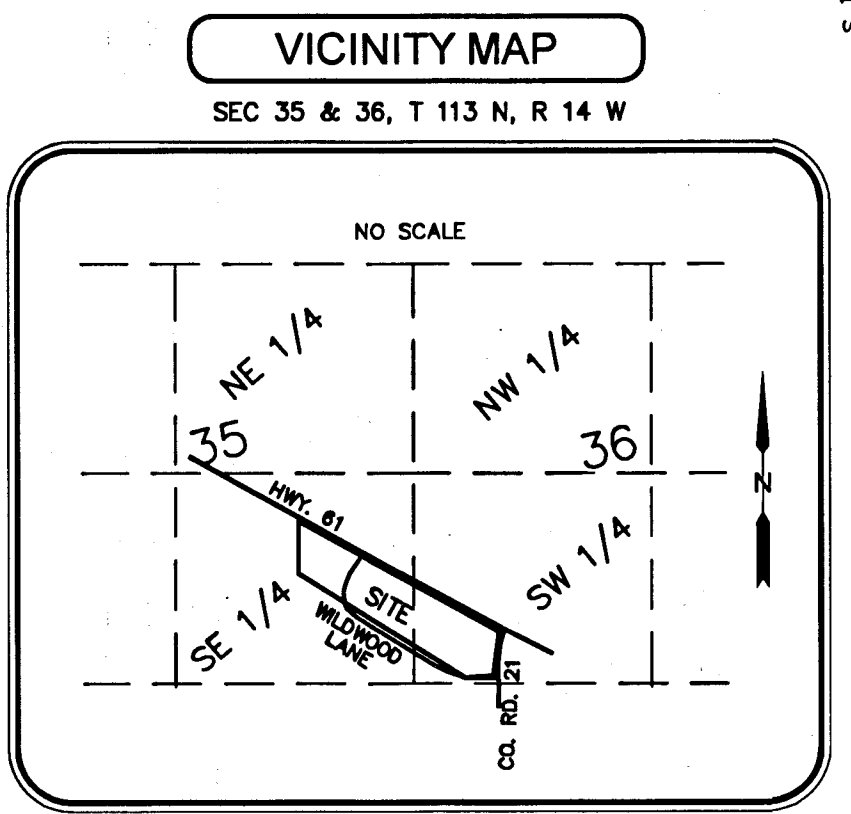 VICINITY MAP
SEC 35 & 36, T 113 N, R 14 W
NO SCALE
NE 1/4
NW 1/4
35
36
HWY. 61
N
SITE
SW 1/4
SE 1/4
WILDWOOD
LANE
CO. RD. 21